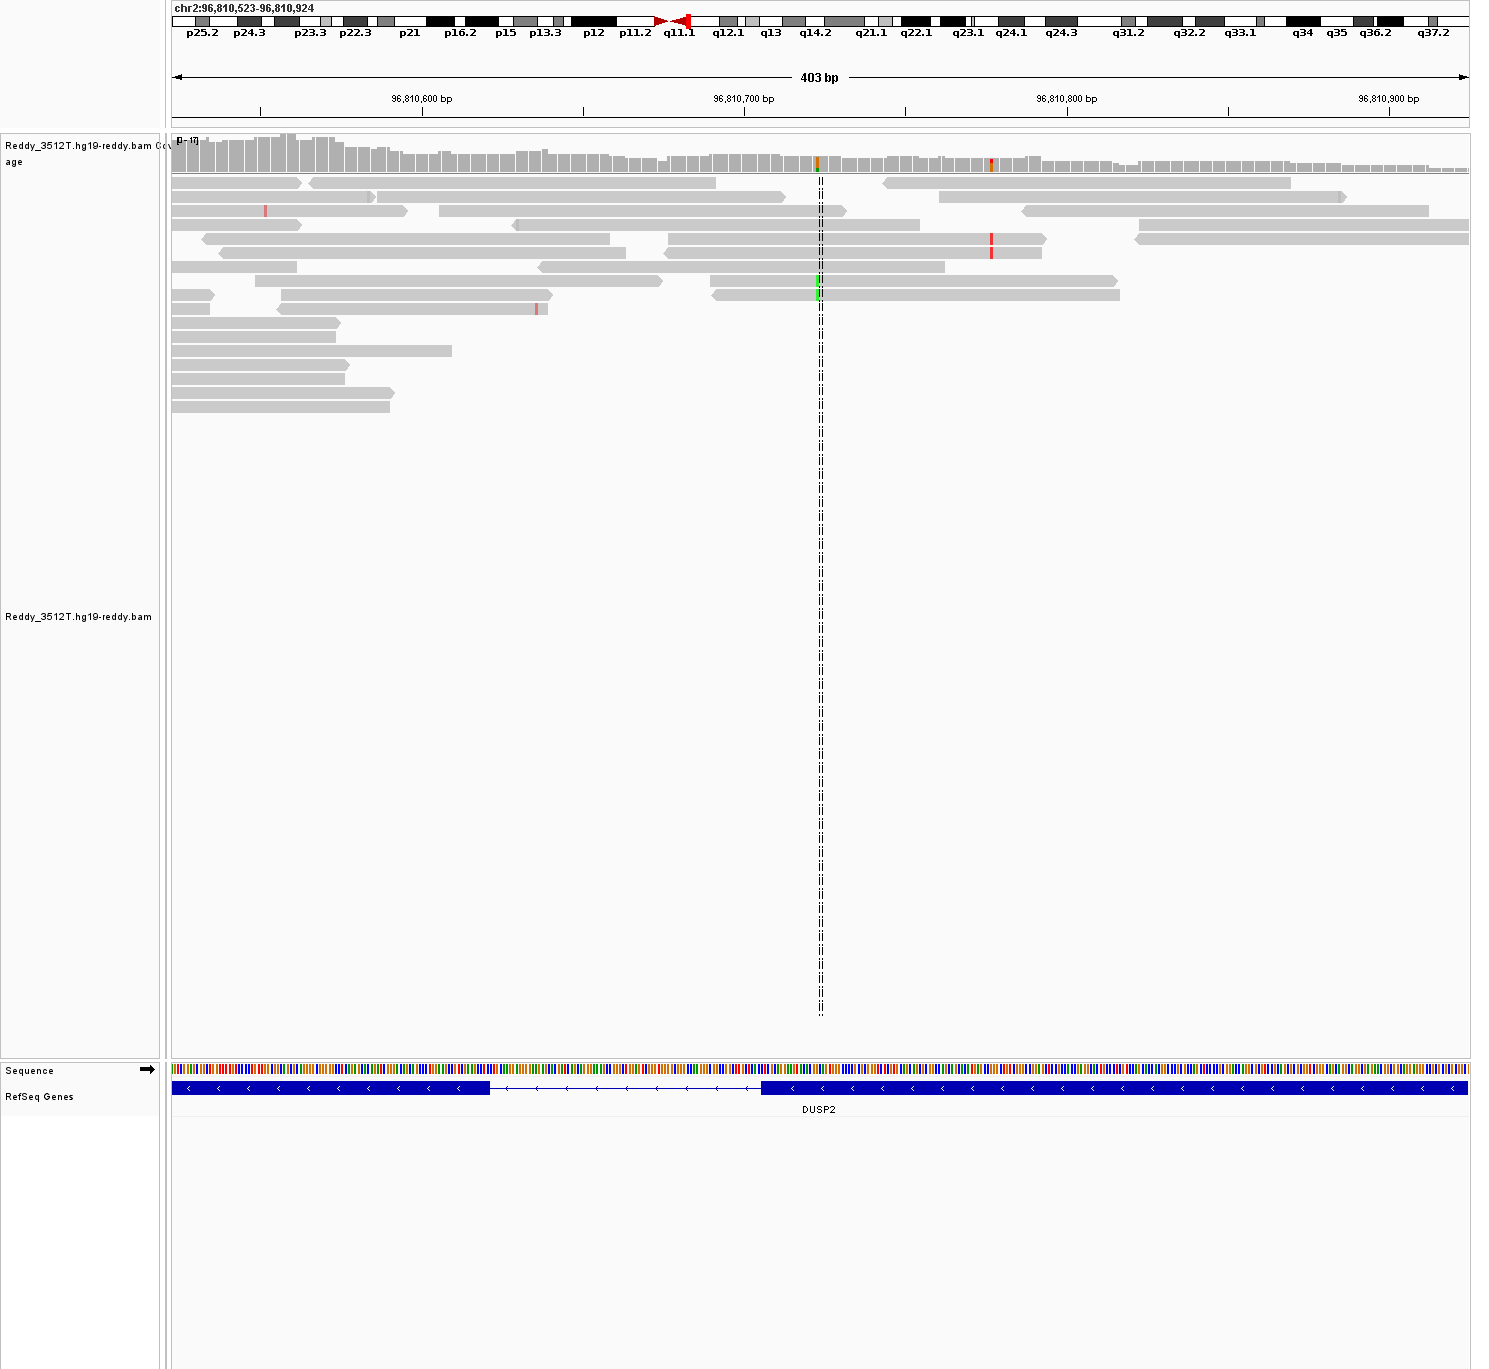 chr2:96,810,523-96,810,924
p25.2 p24.3 p23.3 p22.3 p21 p16.2 p15 p13.3 p12 p11.2 q11.1 q12.1 q13 q14.2 q21.1 q22.1 q23.1 q24.1 q24.3 q31.2 q32.2 q33.1 q34 q35 q36.2 q37.2
403 bp
96,810,600 bp 96,810,700 bp 96,810,800 bp 96,810,900 bp
Reddy_3512T.hg19-reddy.bam Cov
age
[0 - 17]
Reddy_3512T.hg19-reddy.bam
Sequence
RefSeq Genes
DUSP2